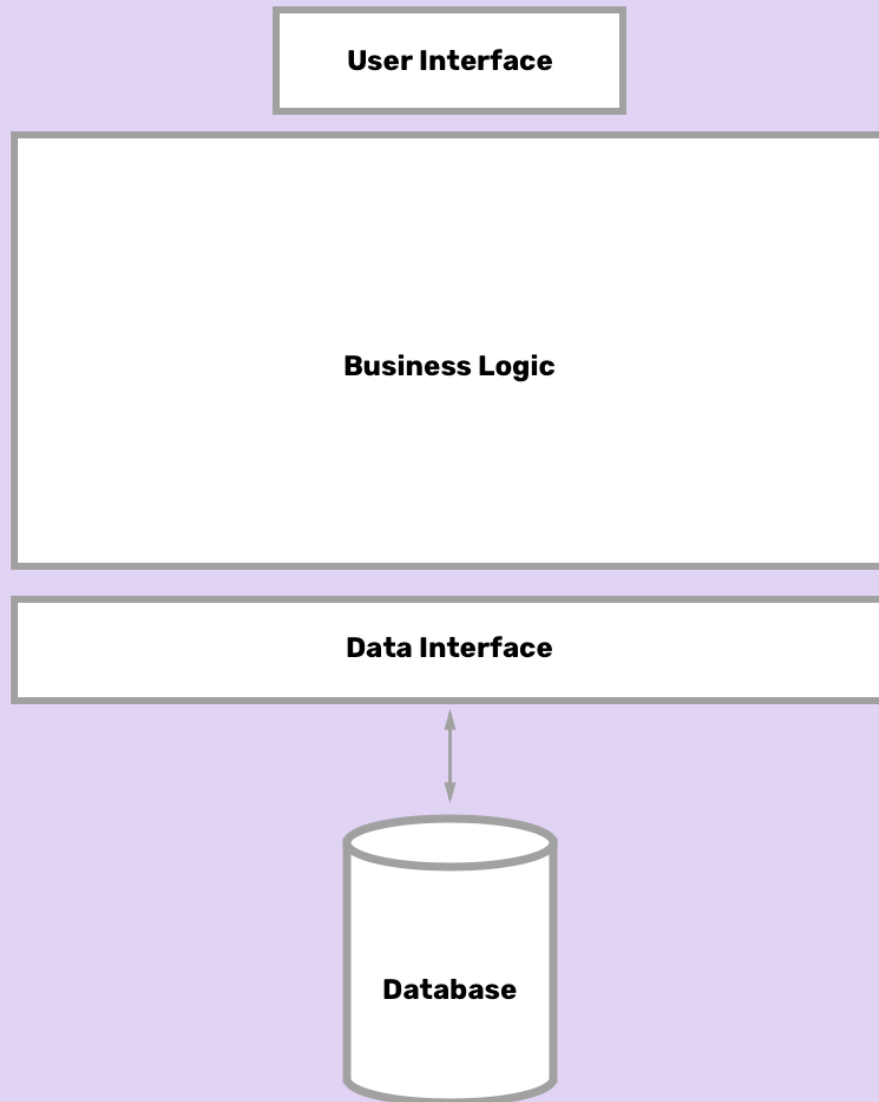 User Interface
Business Logic
Data Interface
Database